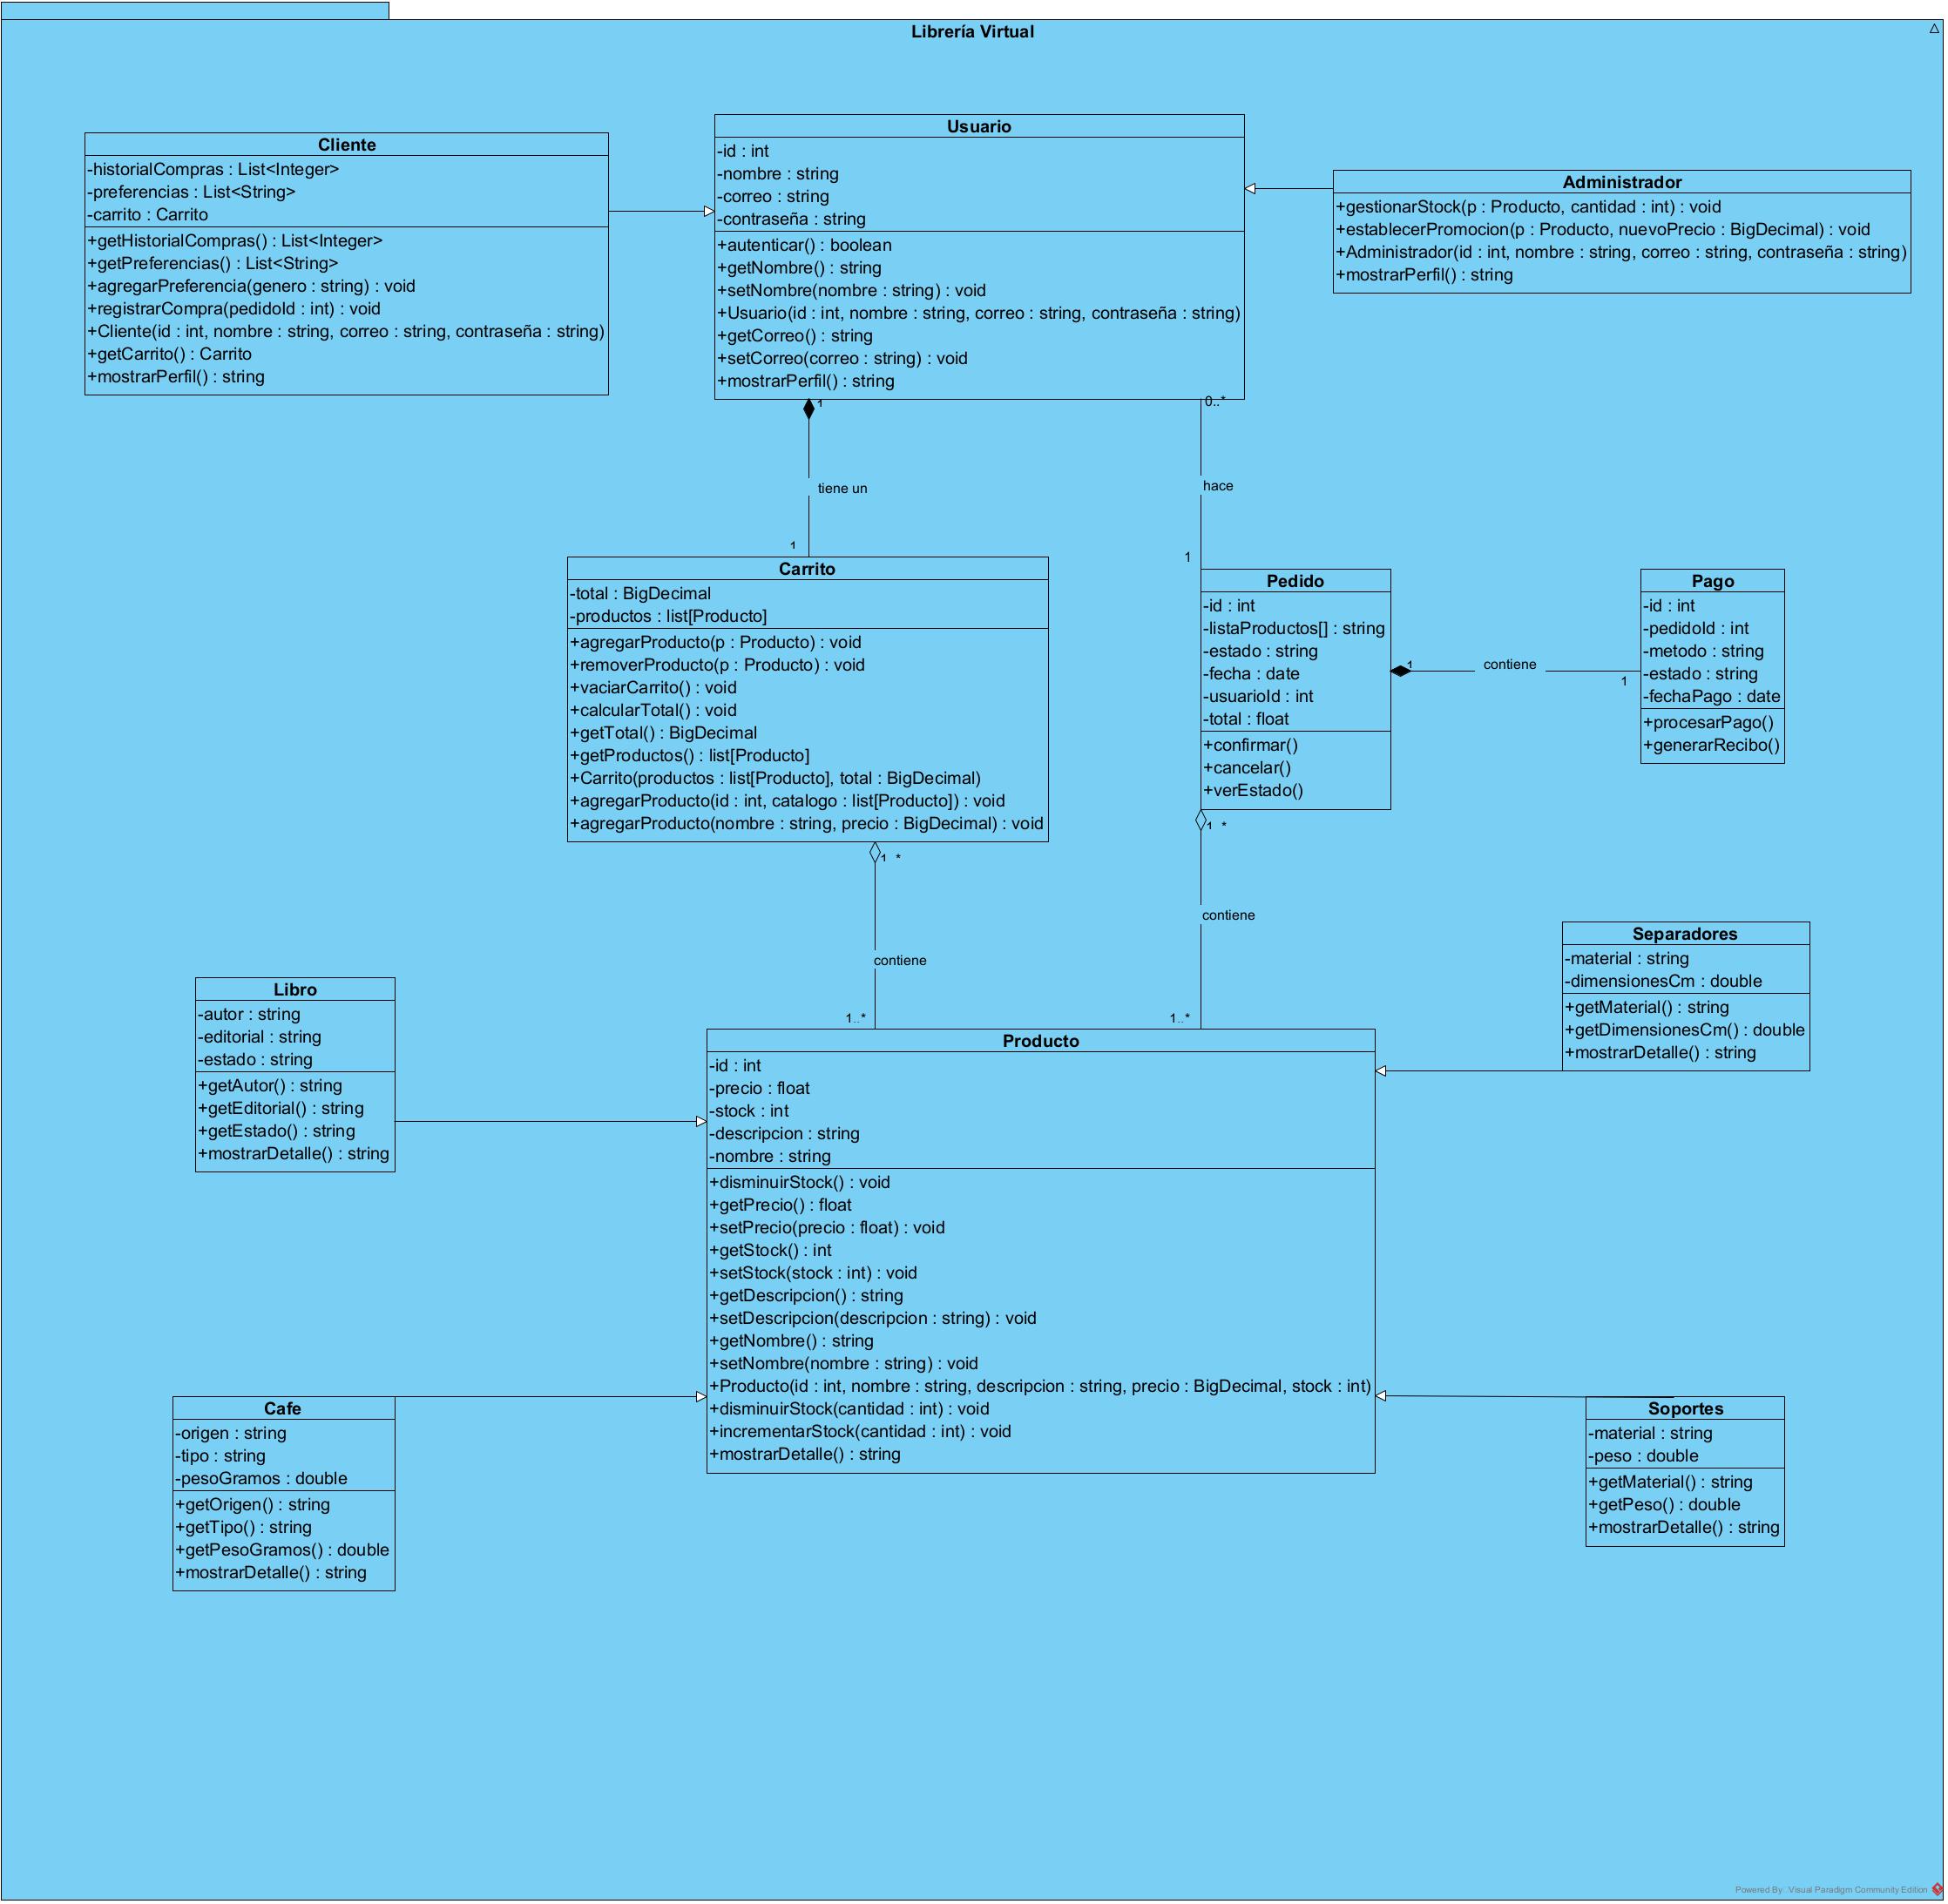 Librería Virtual
Cliente
-historialCompras : List<Integer>
-preferencias : List<String>
-carrito : Carrito
+getHistorialCompras() : List<Integer>
+getPreferencias() : List<String>
+agregarPreferencia(genero : string) : void
+registrarCompra(pedidoId : int) : void
+Cliente(id : int, nombre : string, correo : string, contraseña : string)
+getCarrito() : Carrito
+mostrarPerfil() : string
Usuario
-id : int
-nombre : string
-correo : string
-contraseña : string
+autenticar() : boolean
+getNombre() : string
+setNombre(nombre : string) : void
+Usuario(id : int, nombre : string, correo : string, contraseña : string)
+getCorreo() : string
+setCorreo(correo : string) : void
+mostrarPerfil() : string
Administrador
+gestionarStock(p : Producto, cantidad : int) : void
+establecerPromocion(p : Producto, nuevoPrecio : BigDecimal) : void
+Administrador(id : int, nombre : string, correo : string, contraseña : string)
+mostrarPerfil() : string
1
0..*
tiene un
hace
1
1
Carrito
-total : BigDecimal
-productos : list[Producto]
+agregarProducto(p : Producto) : void
+removerProducto(p : Producto) : void
+vaciarCarrito() : void
+calcularTotal() : void
+getTotal() : BigDecimal
+getProductos() : list[Producto]
+Carrito(productos : list[Producto], total : BigDecimal)
+agregarProducto(id : int, catalogo : list[Producto]) : void
+agregarProducto(nombre : string, precio : BigDecimal) : void
Pedido
-id : int
-listaProductos[] : string
-estado : string
-fecha : date
-usuarioId : int
-total : float
+confirmar()
+cancelar()
+verEstado()
1
contiene
1
Pago
-id : int
-pedidoId : int
-metodo : string
-estado : string
-fechaPago : date
+procesarPago()
+generarRecibo()
1 *
1 *
contiene
contiene
1..*
1..*
Separadores
-material : string
-dimensionesCm : double
+getMaterial() : string
+getDimensionesCm() : double
+mostrarDetalle() : string
Libro
-autor : string
-editorial : string
-estado : string
+getAutor() : string
+getEditorial() : string
+getEstado() : string
+mostrarDetalle() : string
Producto
-id : int
-precio : float
-stock : int
-descripcion : string
-nombre : string
+disminuirStock() : void
+getPrecio() : float
+setPrecio(precio : float) : void
+getStock() : int
+setStock(stock : int) : void
+getDescripcion() : string
+setDescripcion(descripcion : string) : void
+getNombre() : string
+setNombre(nombre : string) : void
+Producto(id : int, nombre : string, descripcion : string, precio : BigDecimal, stock : int)
+disminuirStock(cantidad : int) : void
+incrementarStock(cantidad : int) : void
+mostrarDetalle() : string
Cafe
-origen : string
-tipo : string
-pesoGramos : double
+getOrigen() : string
+getTipo() : string
+getPesoGramos() : double
+mostrarDetalle() : string
Soportes
-material : string
-peso : double
+getMaterial() : string
+getPeso() : double
+mostrarDetalle() : string
Powered By: Visual Paradigm Community Edition